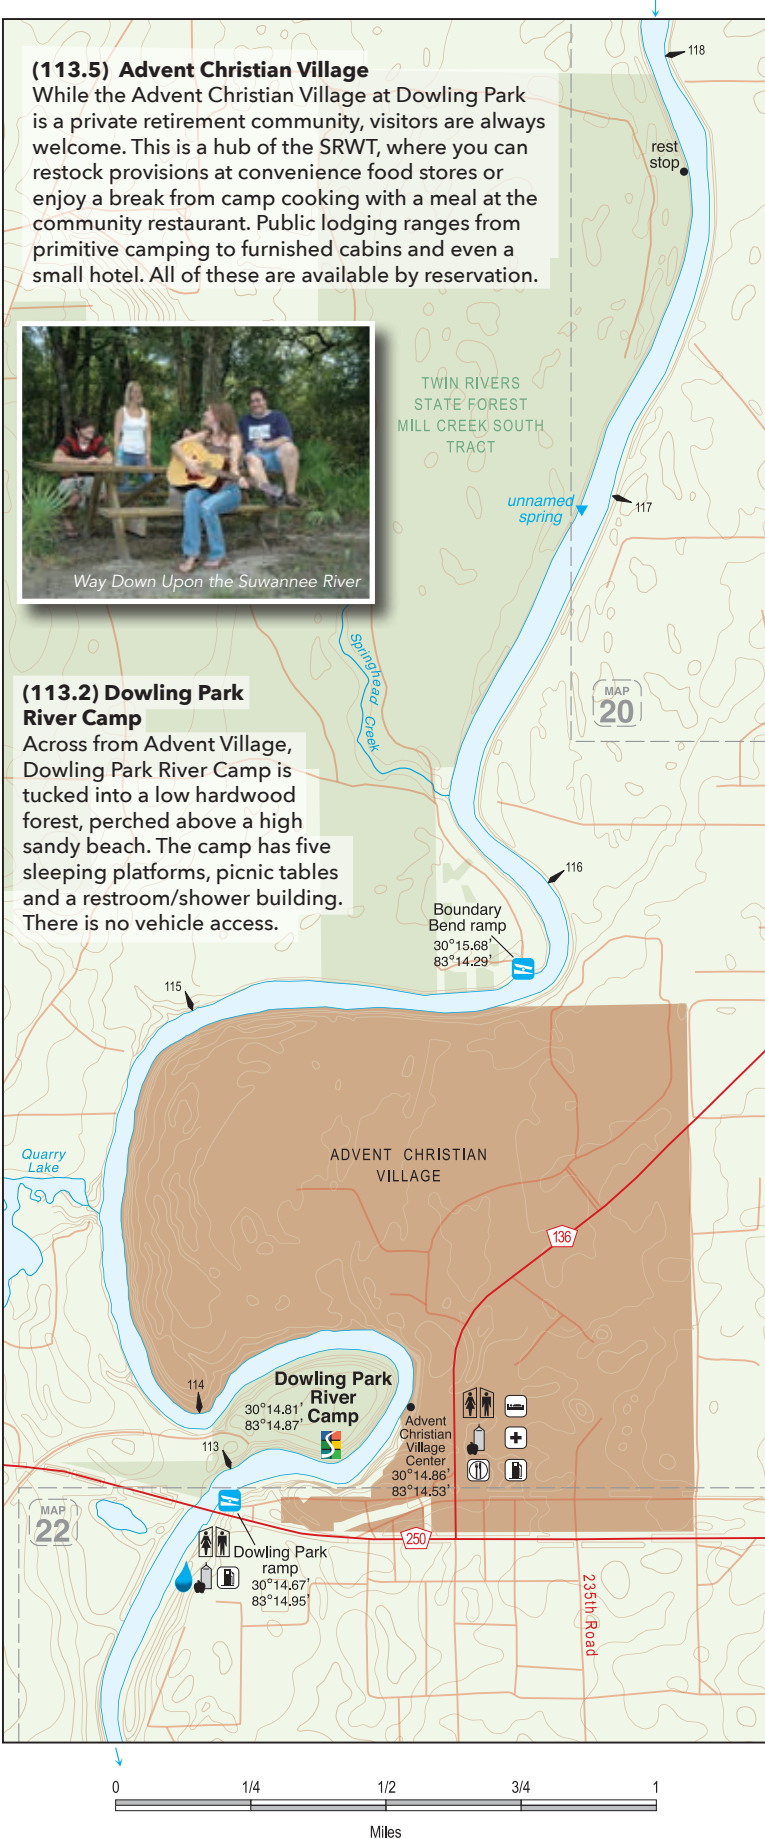 (113.5) Advent Christian Village
While the Advent Christian Village at Dowling Park
is a private retirement community, visitors are always
welcome. This is a hub of the SRWT, where you can
restock provisions at convenience food stores or
enjoy a break from camp cooking with a meal at the
community restaurant. Public lodging ranges from
primitive camping to furnished cabins and even a
small hotel. All of these are available by reservation.
118
rest
stop
TWIN RIVERS
STATE FOREST
MILL CREEK SOUTH
TRACT
unnamed
spring
117
Way Down Upon the Suwannee River
Springhead
Creek
MAP
20
(113.2) Dowling Park
River Camp
Across from Advent Village,
Dowling Park River Camp is
tucked into a low hardwood
forest, perched above a high
sandy beach. The camp has five
sleeping platforms, picnic tables
and a restroom/shower building.
There is no vehicle access.
116
Boundary
Bend ramp
30°15.68'
83°14.29'
115
Quarry
Lake
ADVENT CHRISTIAN
VILLAGE
136
114
Dowling Park
River
Camp
30°14.81'
83°14.87'
113
Advent
Christian
Village
Center
30°14.86'
83°14.53'
MAP
22
250
Dowling Park
ramp
30°14.67'
83°14.95'
235th Road
0
1/4
1/2
3/4
1
Miles